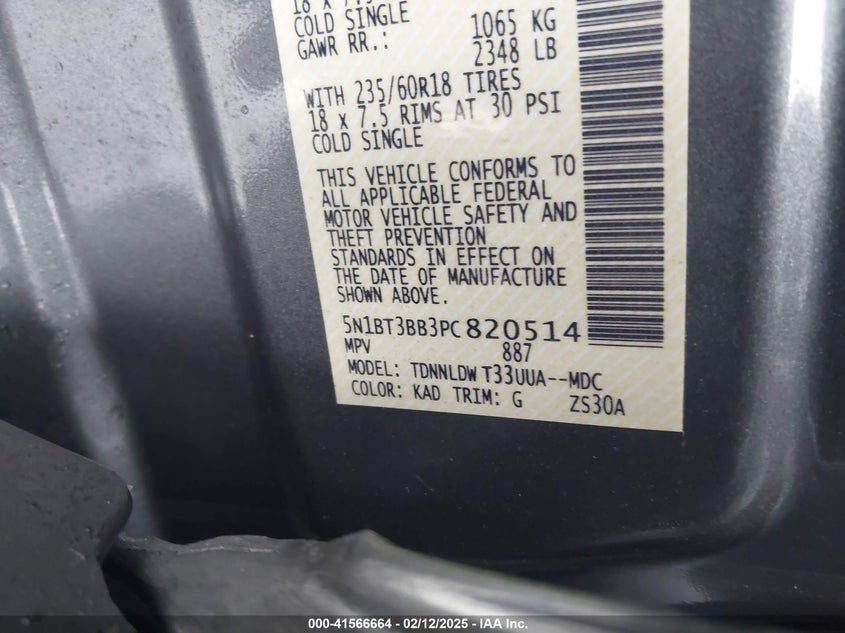 18 x 7.5
COLD SINGLE
GAWR RR.: 1065 KG
2348 LB
WITH 235/60R18 TIRES
18 x 7.5 RIMS AT 30 PSI
COLD SINGLE
THIS VEHICLE CONFORMS TO
ALL APPLICABLE FEDERAL
MOTOR VEHICLE SAFETY AND
THEFT PREVENTION
STANDARDS IN EFFECT ON
THE DATE OF MANUFACTURE
SHOWN ABOVE.
5N1BT3BB3PC820514
MPV 887
MODEL: TDNNLDW T33UUA--MDC
COLOR: KAD TRIM: G ZS30A
000-41566664 - 02/12/2025 - IAA Inc.